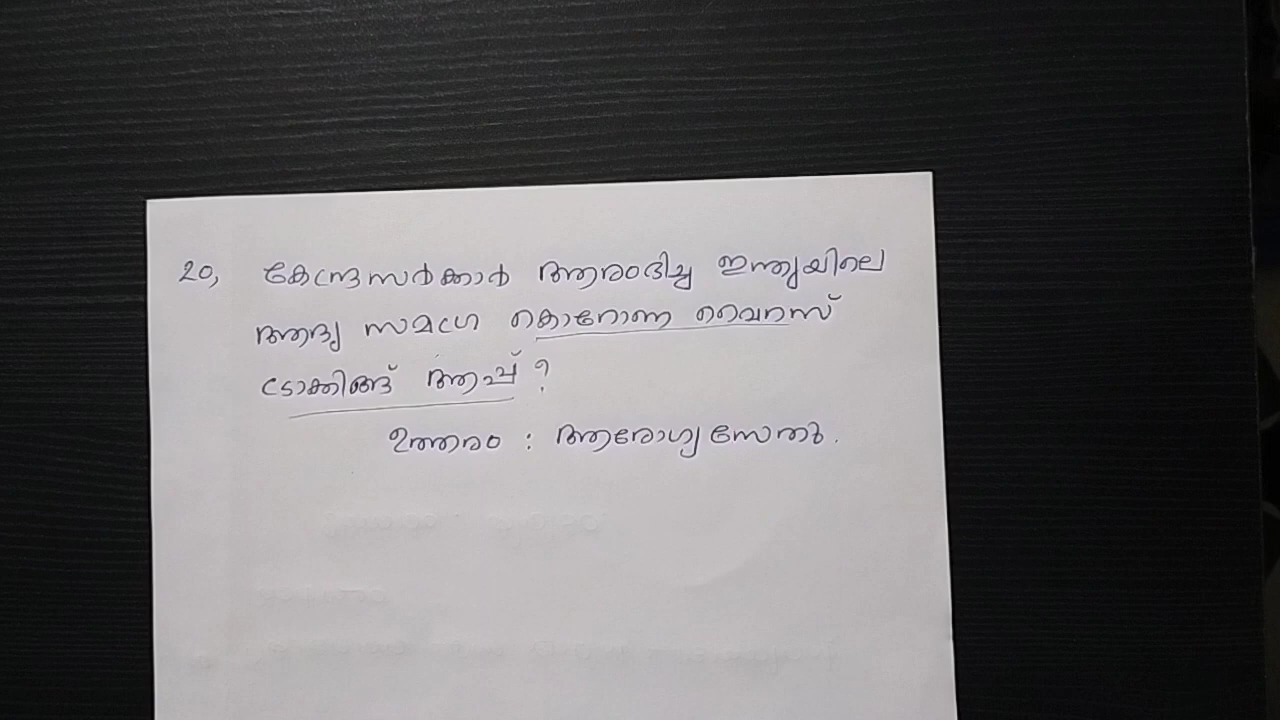 20, കേന്ദ്രസർക്കാർ ആരംഭിച്ച ഇന്ത്യയിലെ
ആദ്യ സമഗ്ര കൊറോണ വൈറസ്
ട്രാക്കിങ്ങ് ആപ്പ് ?
ഉത്തരം : ആരോഗ്യസേതു.